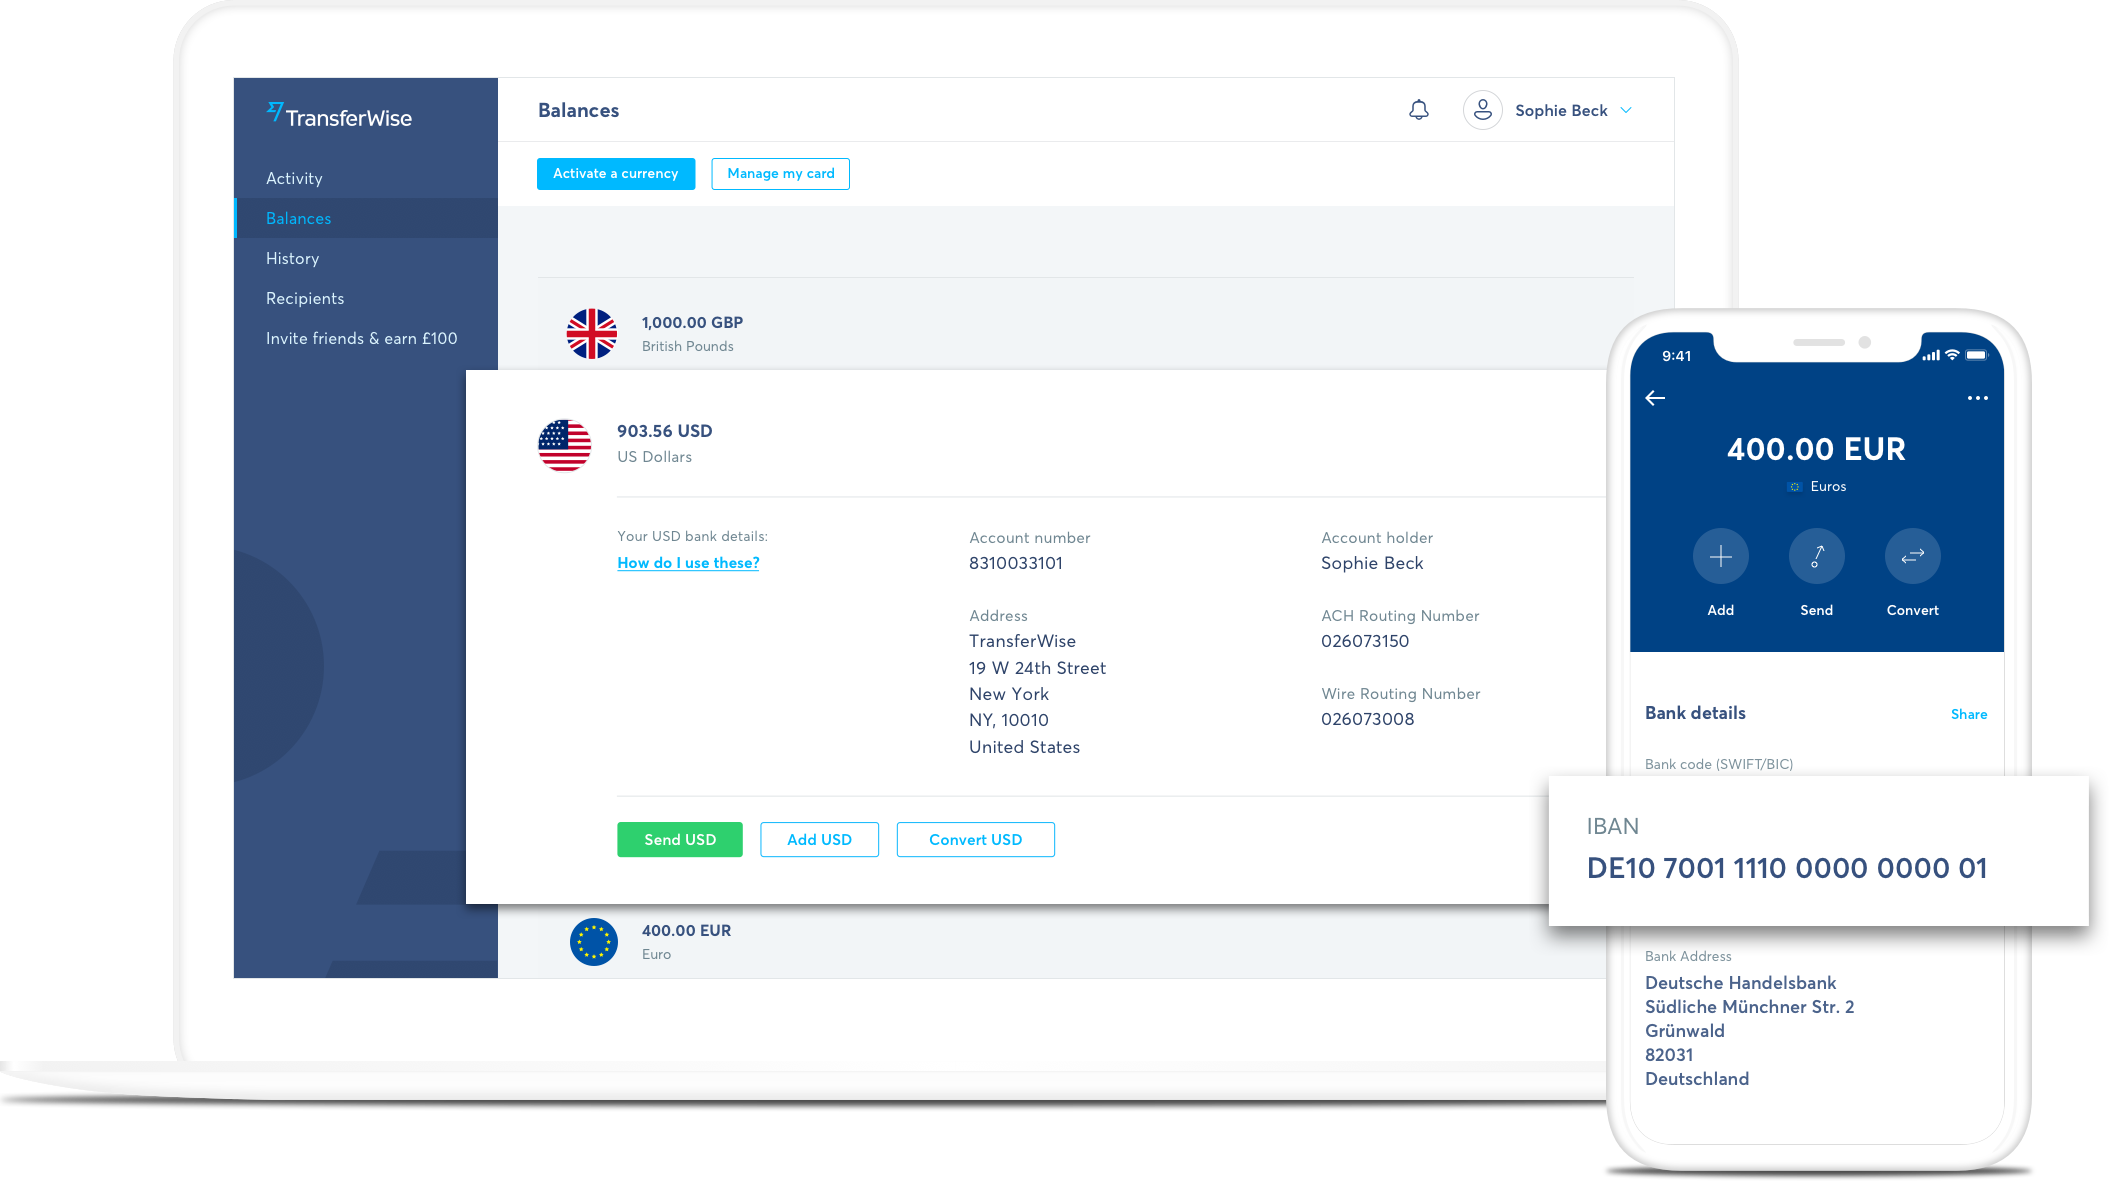 TransferWise
Activity
Balances
History
Recipients
Invite friends & earn £100
Balances
Sophie Beck
Activate a currency
Manage my card
1,000.00 GBP
British Pounds
903.56 USD
US Dollars
Your USD bank details:
How do I use these?
Account number
8310033101
Address
TransferWise
19 W 24th Street
New York
NY, 10010
United States
Account holder
Sophie Beck
ACH Routing Number
026073150
Wire Routing Number
026073008
Send USD
Add USD
Convert USD
400.00 EUR
Euro
9:41
400.00 EUR
Euros
Add
Send
Convert
Bank details
Share
Bank code (SWIFT/BIC)
IBAN
DE10 7001 1110 0000 0000 01
Bank Address
Deutsche Handelsbank
Südliche Münchner Str. 2
Grünwald
82031
Deutschland